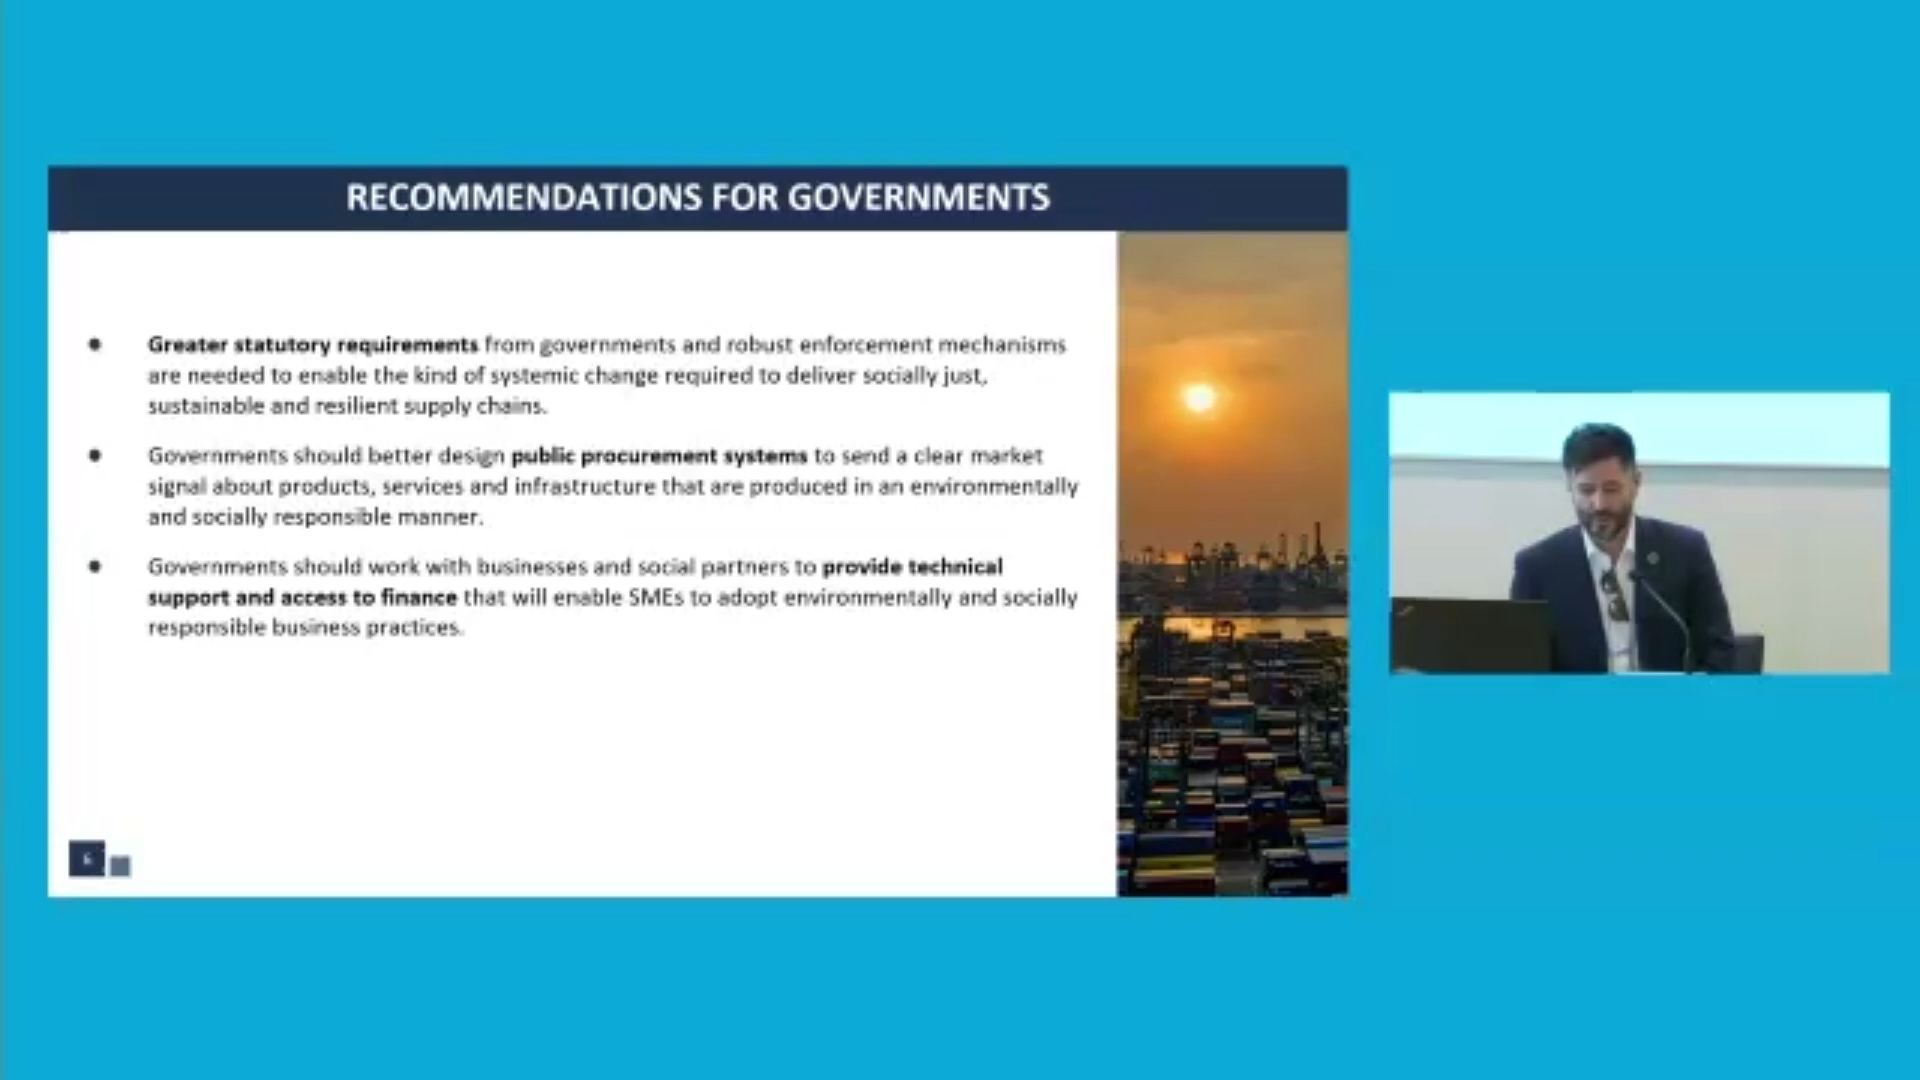 RECOMMENDATIONS FOR GOVERNMENTS
● Greater statutory requirements from governments and robust enforcement mechanisms
are needed to enable the kind of systemic change required to deliver socially just,
sustainable and resilient supply chains.
● Governments should better design public procurement systems to send a clear market
signal about products, services and infrastructure that are produced in an environmentally
and socially responsible manner.
● Governments should work with businesses and social partners to provide technical
support and access to finance that will enable SMEs to adopt environmentally and socially
responsible business practices.